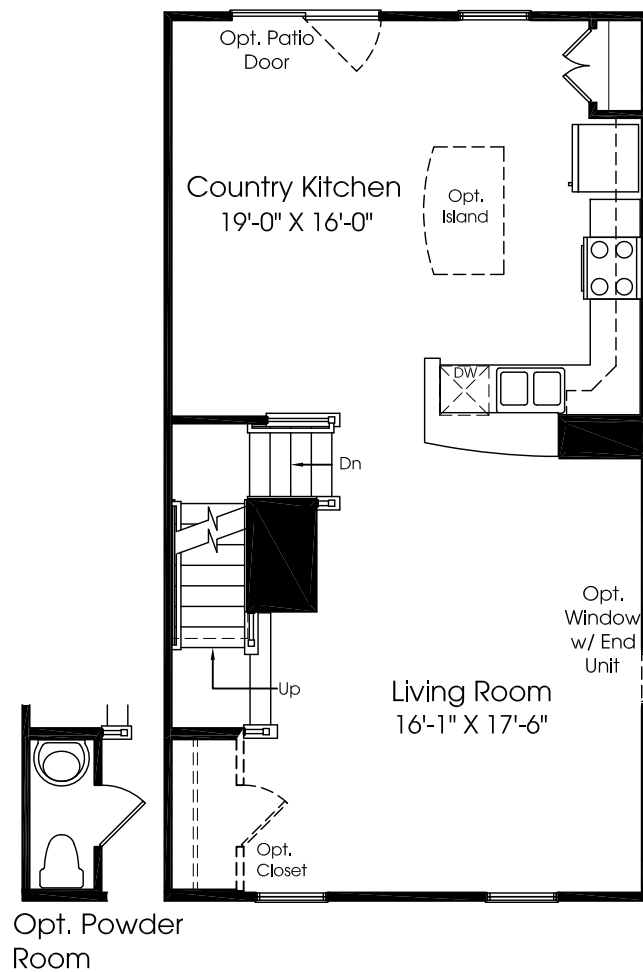 Opt. Patio
Door
Country Kitchen
19'-0" X 16'-0"
Opt.
Island
DW
Dn
Opt.
Window
w/ End
Unit
Up
Living Room
16'-1" X 17'-6"
Opt.
Closet
Opt. Powder
Room